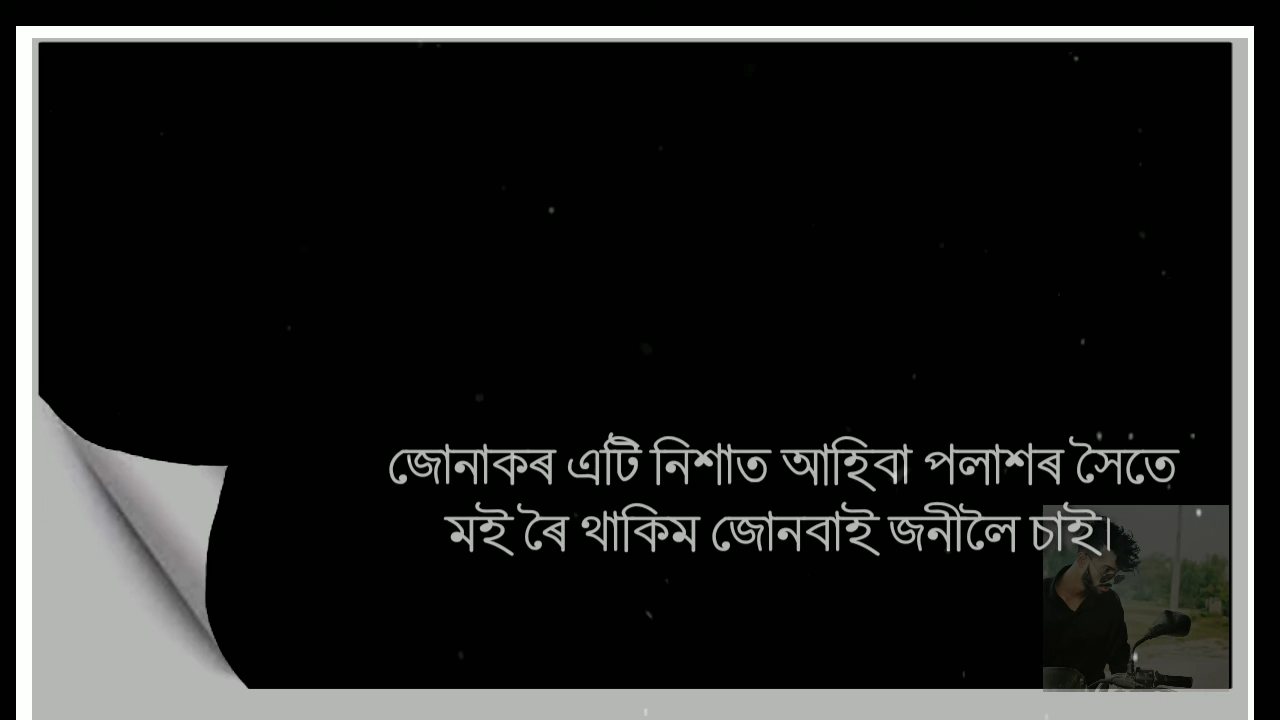 জোনাকৰ এটি নিশাত আহিবা পলাশৰ সৈতে
মই ৰৈ থাকিম জোনবাই জনীলৈ চাই।